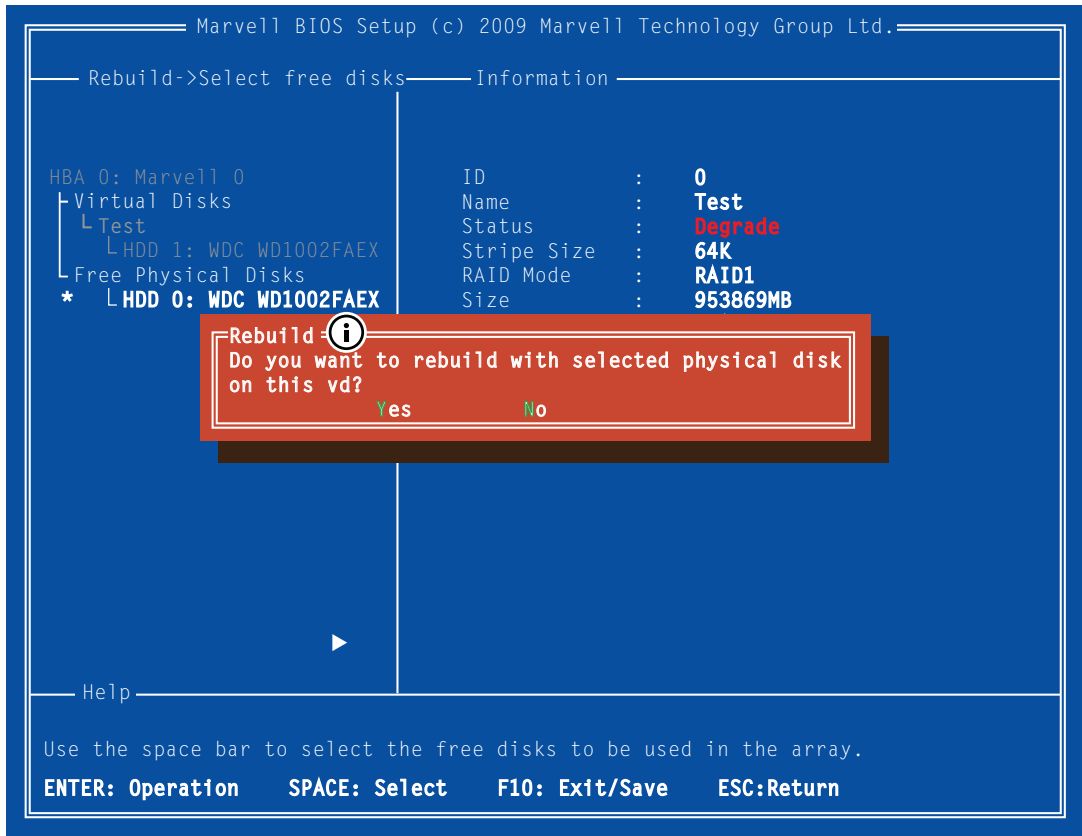 Marvell BIOS Setup (c) 2009 Marvell Technology Group Ltd.
Rebuild->Select free disks
Information
HBA 0: Marvell 0
Virtual Disks
Test
HDD 1: WDC WD1002FAEX
Free Physical Disks
* HDD 0: WDC WD1002FAEX
ID : 0
Name : Test
Status : Degrade
Stripe Size : 64K
RAID Mode : RAID1
Size : 953869MB
Rebuild
Do you want to rebuild with selected physical disk
on this vd?
Yes No
Help
Use the space bar to select the free disks to be used in the array.
ENTER: Operation SPACE: Select F10: Exit/Save ESC:Return